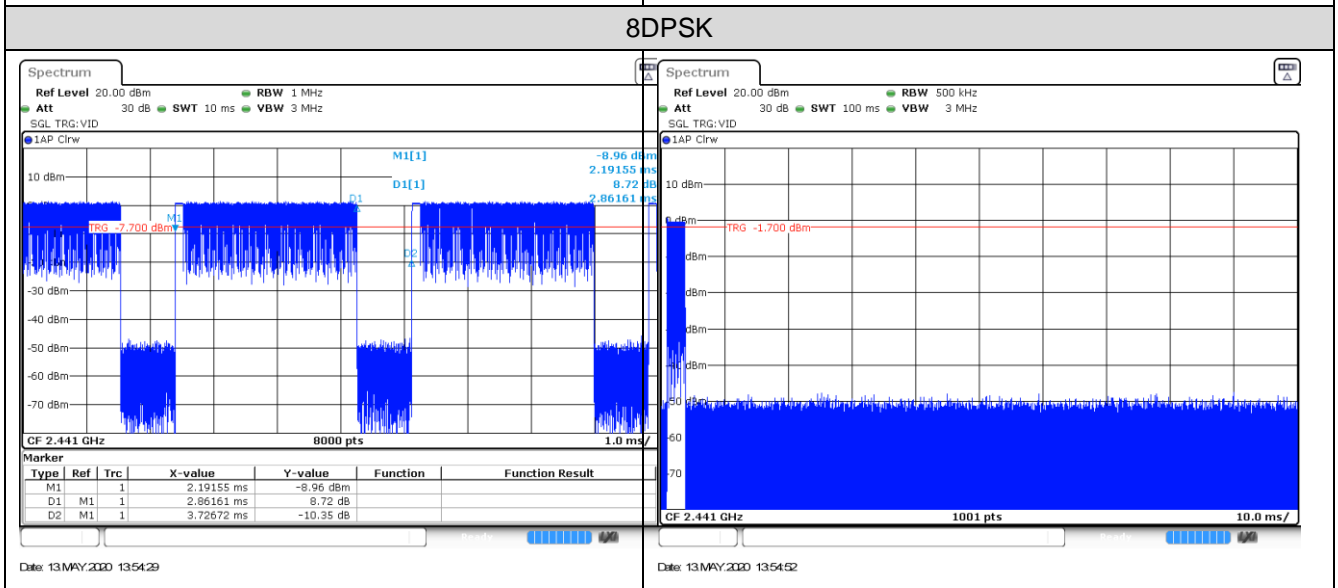 8DPSK
Spectrum
Ref Level 20.00 dBm RBW 1 MHz
Att 30 dB SWT 10 ms VBW 3 MHz
SGL TRG:VID
1AP Clrw
M1[1] -8.96 dBm
2.19155 ms
D1[1] 8.72 dB
2.86161 ms
10 dBm
D1
M1
TRG -7.700 dBm
D2
-30 dBm
-40 dBm
-50 dBm
-60 dBm
-70 dBm
CF 2.441 GHz 8000 pts 1.0 ms/
Marker
Type Ref Trc X-value Y-value Function Function Result
M1 1 2.19155 ms -8.96 dBm
D1 M1 1 2.86161 ms 8.72 dB
D2 M1 1 3.72672 ms -10.35 dB
Date: 13.MAY.2020 13:54:29
Spectrum
Ref Level 20.00 dBm RBW 500 kHz
Att 30 dB SWT 100 ms VBW 3 MHz
SGL TRG:VID
1AP Clrw
10 dBm
0 dBm
TRG -1.700 dBm
dBm
dBm
dBm
dBm
-60
-70
CF 2.441 GHz 1001 pts 10.0 ms/
Date: 13.MAY.2020 13:54:52